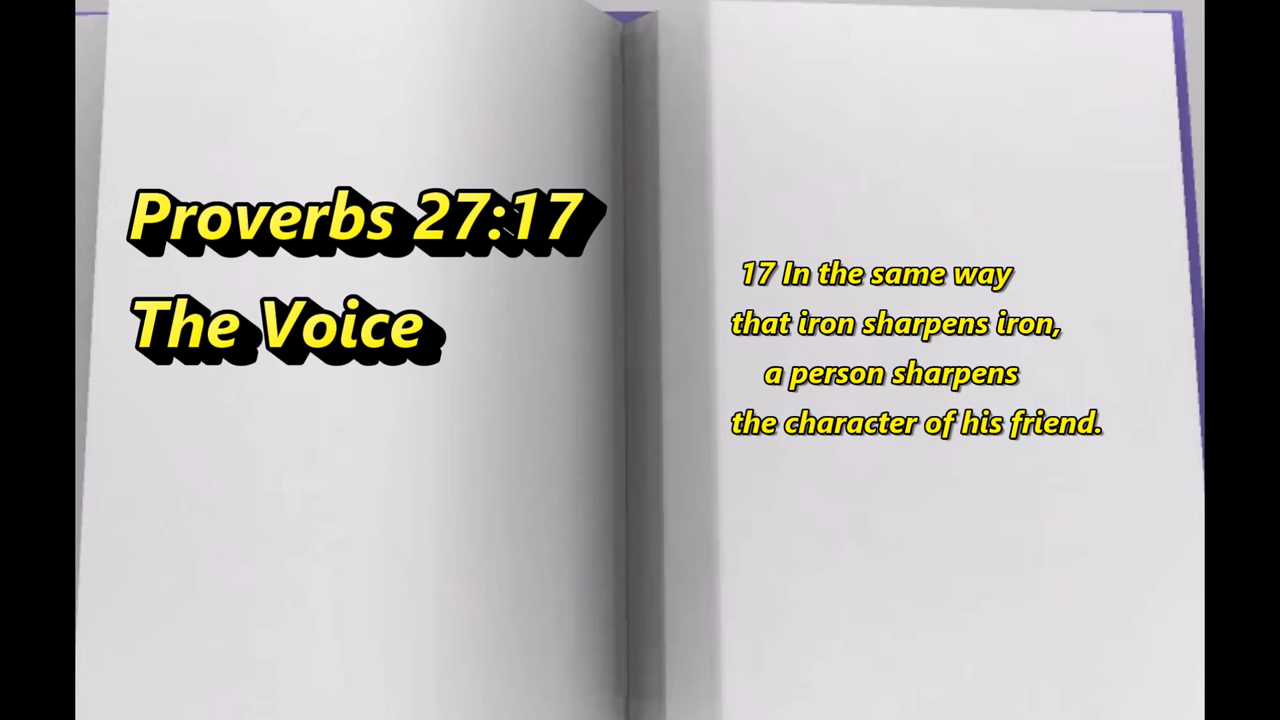 Proverbs 27:17
The Voice
17 In the same way
that iron sharpens iron,
a person sharpens
the character of his friend.